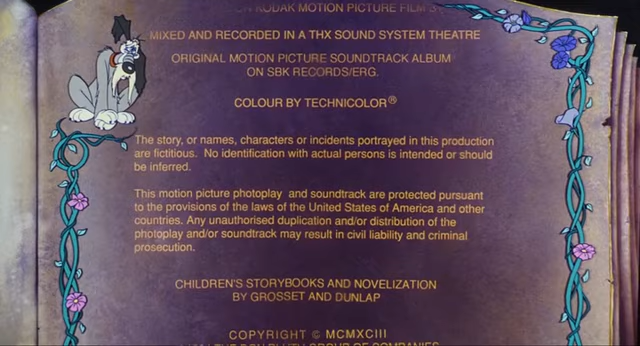 ON KODAK MOTION PICTURE FILM
MIXED AND RECORDED IN A THX SOUND SYSTEM THEATRE
ORIGINAL MOTION PICTURE SOUNDTRACK ALBUM
ON SBK RECORDS/ERG.
COLOUR BY TECHNICOLOR®
The story, or names, characters or incidents portrayed in this production
are fictitious. No identification with actual persons is intended or should
be inferred.
This motion picture photoplay and soundtrack are protected pursuant
to the provisions of the laws of the United States of America and other
countries. Any unauthorised duplication and/or distribution of the
photoplay and/or soundtrack may result in civil liability and criminal
prosecution.
CHILDREN'S STORYBOOKS AND NOVELIZATION
BY GROSSET AND DUNLAP
COPYRIGHT © MCMXCIII